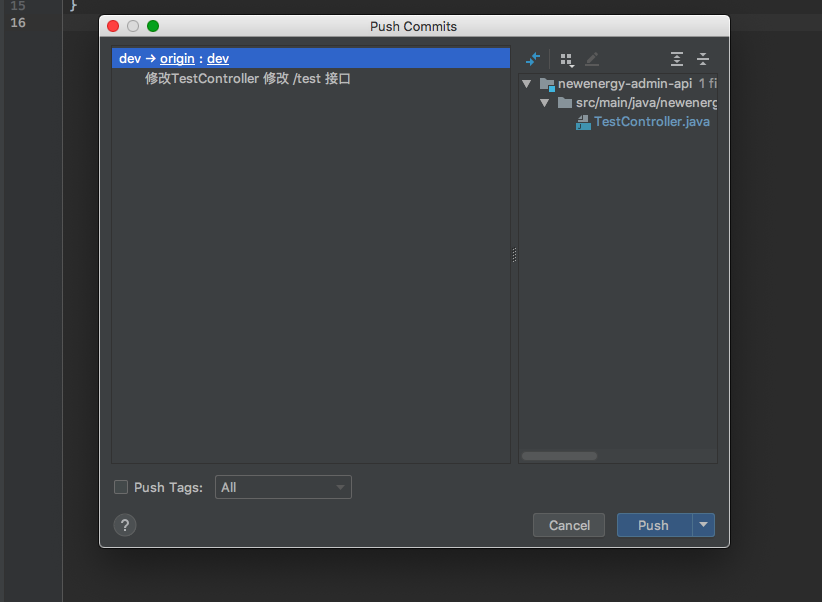 15
}
16
Push Commits
dev → origin : dev
修改TestController 修改 /test 接口
newenergy-admin-api 1 fi
src/main/java/newenerg
TestController.java
Push Tags:
All
?
Cancel
Push